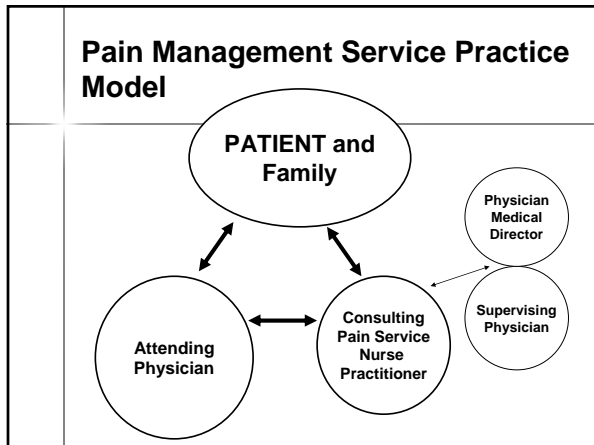 Pain Management Service Practice
Model
PATIENT and
Family
Physician
Medical
Director
Supervising
Physician
Consulting
Pain Service
Nurse
Practitioner
Attending
Physician